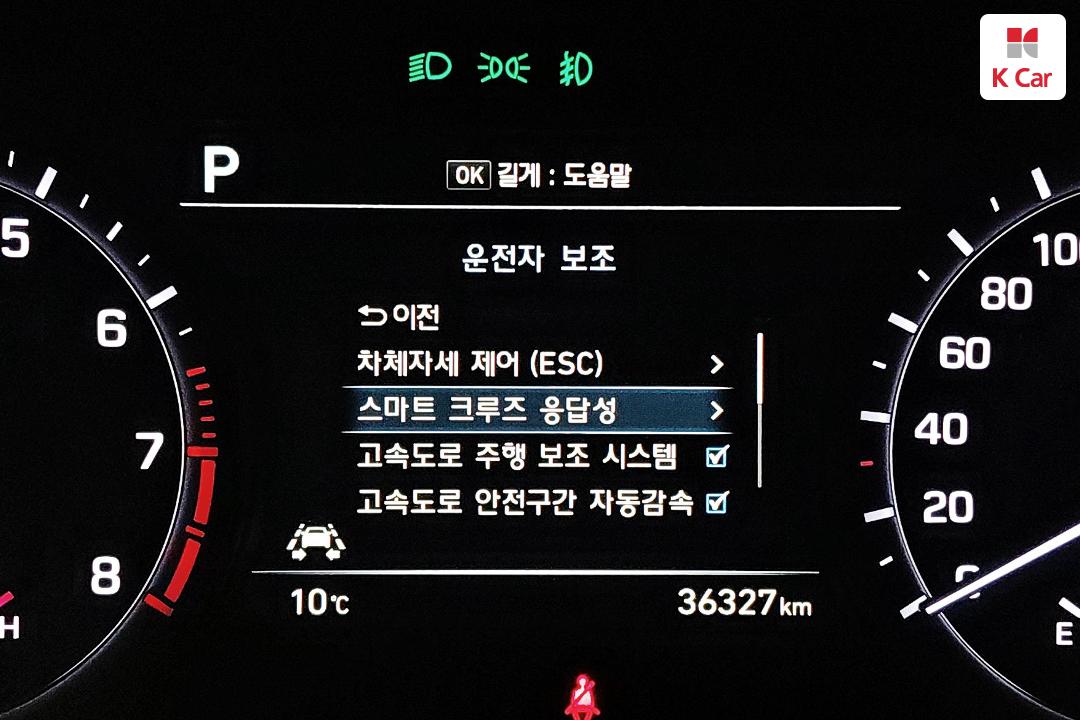 K Car
P
OK 길게 : 도움말
운전자 보조
이전
차체자세 제어 (ESC)
스마트 크루즈 응답성
고속도로 주행 보조 시스템
고속도로 안전구간 자동감속
10℃
36327km
5
6
7
8
H
100
80
60
40
20
0
E